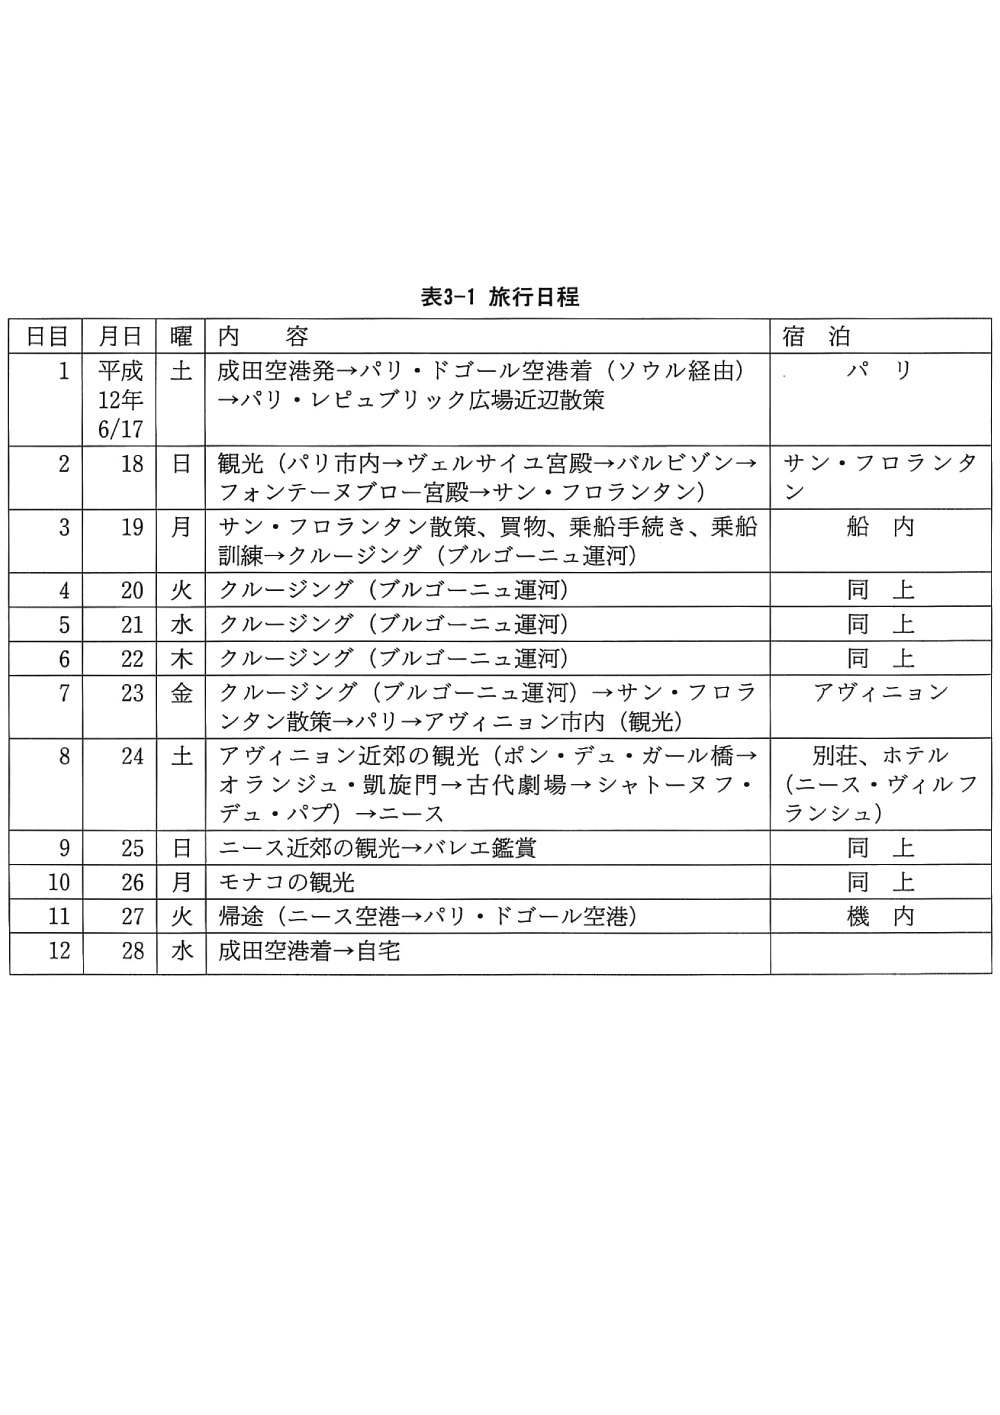 表3-1 旅行日程
日目 月日 曜 内　容 宿 泊
1 平成 土 成田空港発→パリ・ドゴール空港着（ソウル経由） パ リ
12年 →パリ・レピュブリック広場近辺散策
6/17
2 18 日 観光（パリ市内→ヴェルサイユ宮殿→バルビゾン→ サン・フロランタ
フォンテーヌブロー宮殿→サン・フロランタン） ン
3 19 月 サン・フロランタン散策、買物、乗船手続き、乗船 船 内
訓練→クルージング（ブルゴーニュ運河）
4 20 火 クルージング（ブルゴーニュ運河） 同 上
5 21 水 クルージング（ブルゴーニュ運河） 同 上
6 22 木 クルージング（ブルゴーニュ運河） 同 上
7 23 金 クルージング（ブルゴーニュ運河）→サン・フロラ アヴィニョン
ンタン散策→パリ→アヴィニョン市内（観光）
8 24 土 アヴィニョン近郊の観光（ポン・デュ・ガール橋→ 別荘、ホテル
オランジュ・凱旋門→古代劇場→シャトーヌフ・ （ニース・ヴィルフ
デュ・パプ）→ニース ランシュ）
9 25 日 ニース近郊の観光→バレエ鑑賞 同 上
10 26 月 モナコの観光 同 上
11 27 火 帰途（ニース空港→パリ・ドゴール空港） 機 内
12 28 水 成田空港着→自宅